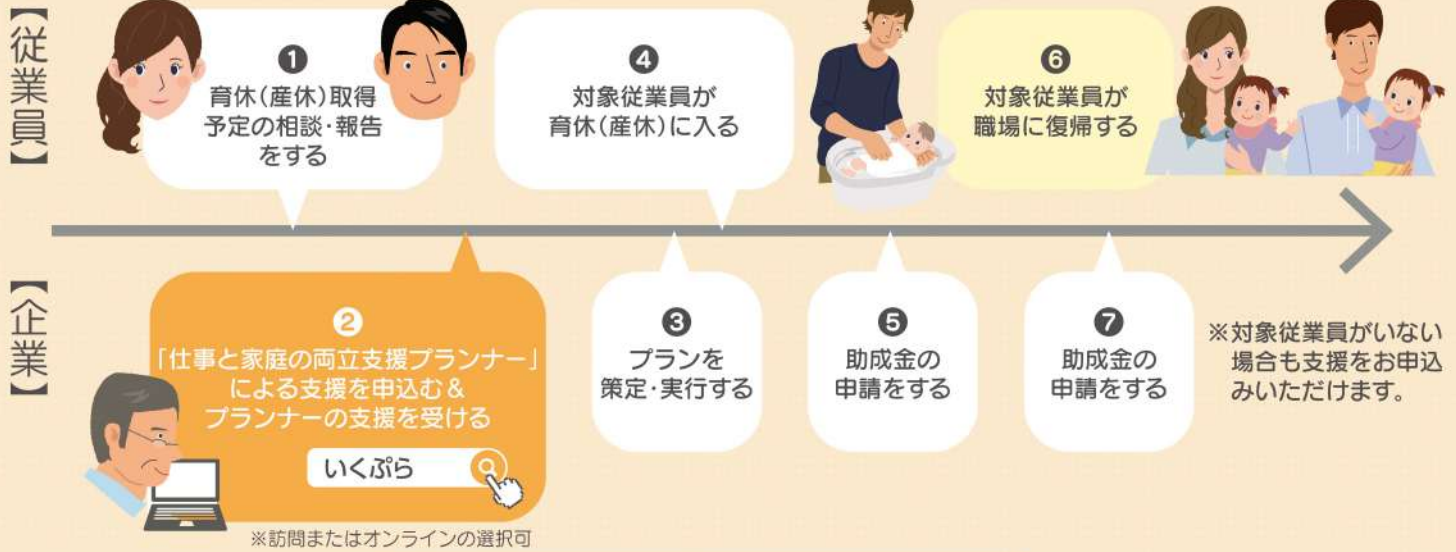 【従業員】
❶
育休(産休)取得
予定の相談・報告
をする
❹
対象従業員が
育休(産休)に入る
❻
対象従業員が
職場に復帰する
【企業】
❷
「仕事と家庭の両立支援プランナー」
による支援を申込む&
プランナーの支援を受ける
いくぷら
※訪問またはオンラインの選択可
❸
プランを
策定・実行する
❺
助成金の
申請をする
❼
助成金の
申請をする
※対象従業員がいない
場合も支援をお申込
みいただけます。